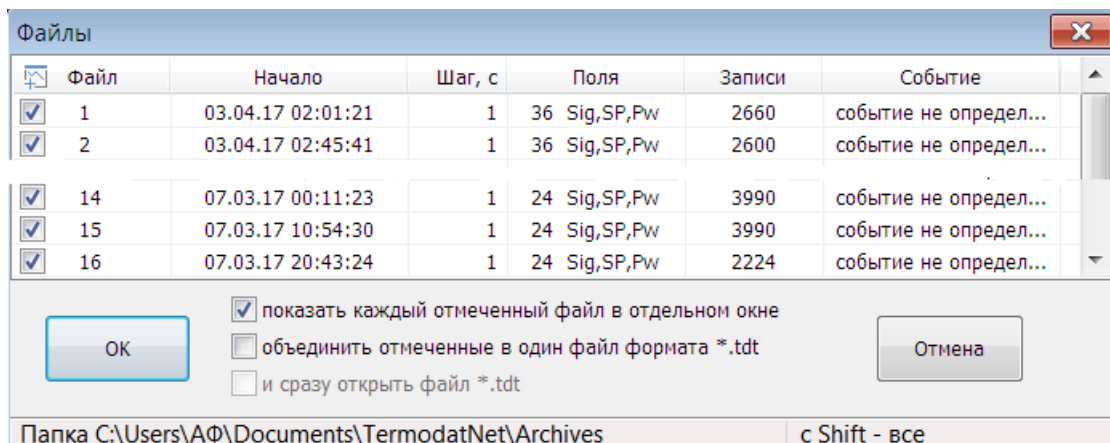 Файлы
Файл Начало Шаг, с Поля Записи Событие
1 03.04.17 02:01:21 1 36 Sig,SP,Pw 2660 событие не определ...
2 03.04.17 02:45:41 1 36 Sig,SP,Pw 2600 событие не определ...
14 07.03.17 00:11:23 1 24 Sig,SP,Pw 3990 событие не определ...
15 07.03.17 10:54:30 1 24 Sig,SP,Pw 3990 событие не определ...
16 07.03.17 20:43:24 1 24 Sig,SP,Pw 2224 событие не определ...
показать каждый отмеченный файл в отдельном окне
OK объединить отмеченные в один файл формата *.tdt Отмена
и сразу открыть файл *.tdt
Папка C:\Users\АФ\Documents\TermodatNet\Archives с Shift - все